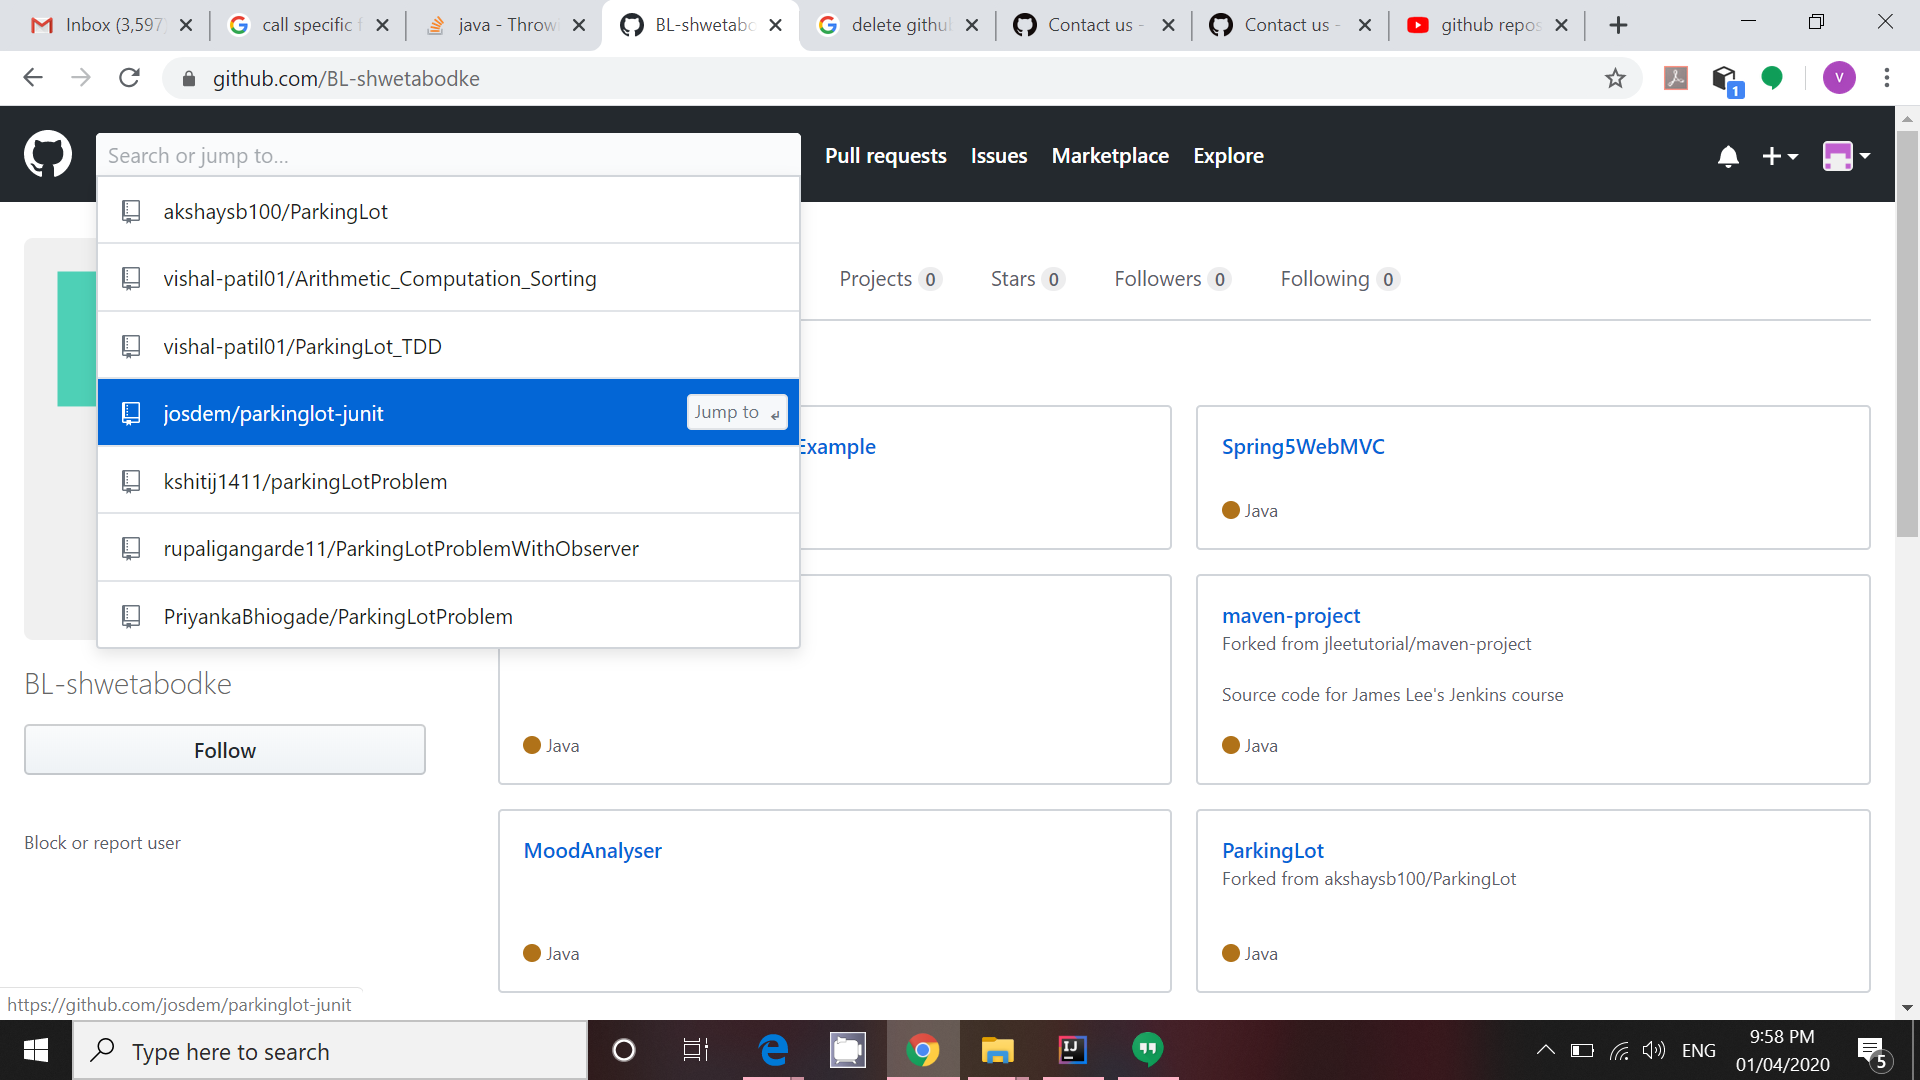 Inbox (3,597
call specific f
java - Throwi
BL-shwetabo
delete githu
Contact us -
Contact us -
github repos
github.com/BL-shwetabodke
1
V
Search or jump to...
Pull requests
Issues
Marketplace
Explore
akshaysb100/ParkingLot
vishal-patil01/Arithmetic_Computation_Sorting
vishal-patil01/ParkingLot_TDD
josdem/parkinglot-junit
Jump to ↵
kshitij1411/parkingLotProblem
rupaligangarde11/ParkingLotProblemWithObserver
PriyankaBhiogade/ParkingLotProblem
Projects 0
Stars 0
Followers 0
Following 0
Example
Spring5WebMVC
Java
maven-project
Forked from jleetutorial/maven-project
Source code for James Lee's Jenkins course
Java
Java
BL-shwetabodke
Follow
Block or report user
MoodAnalyser
Java
ParkingLot
Forked from akshaysb100/ParkingLot
Java
https://github.com/josdem/parkinglot-junit
Type here to search
IJ
ENG
9:58 PM
01/04/2020
5